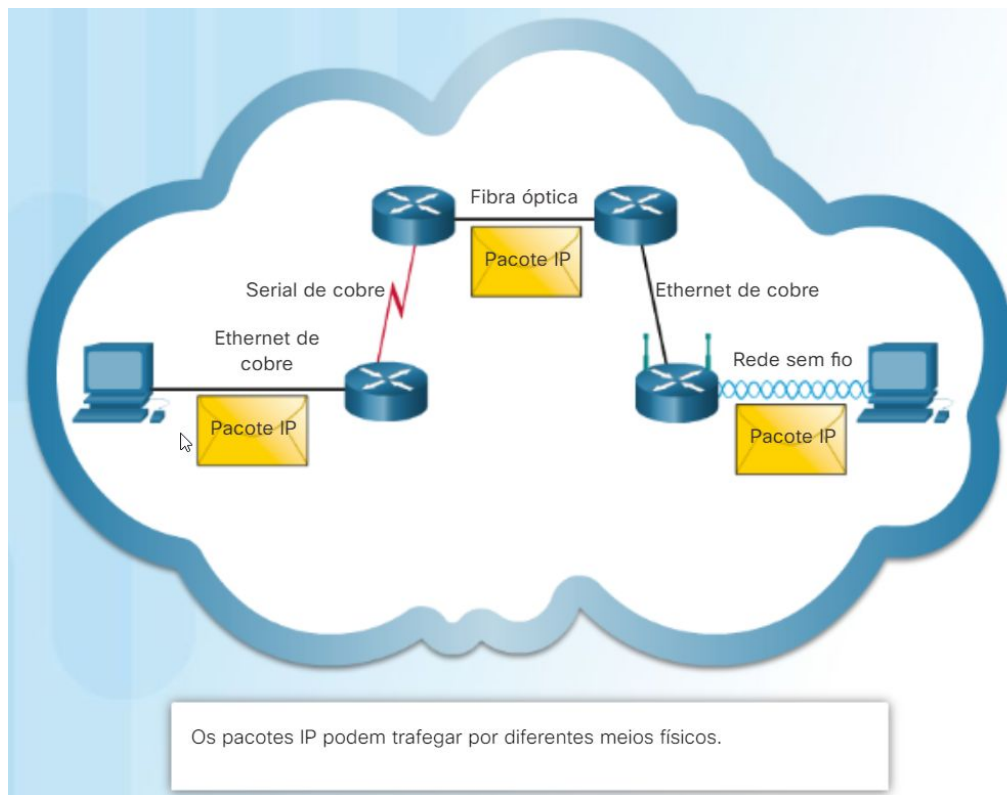 Fibra óptica
Pacote IP
Serial de cobre
Ethernet de cobre
Ethernet de
cobre
Rede sem fio
Pacote IP
Pacote IP
Os pacotes IP podem trafegar por diferentes meios físicos.